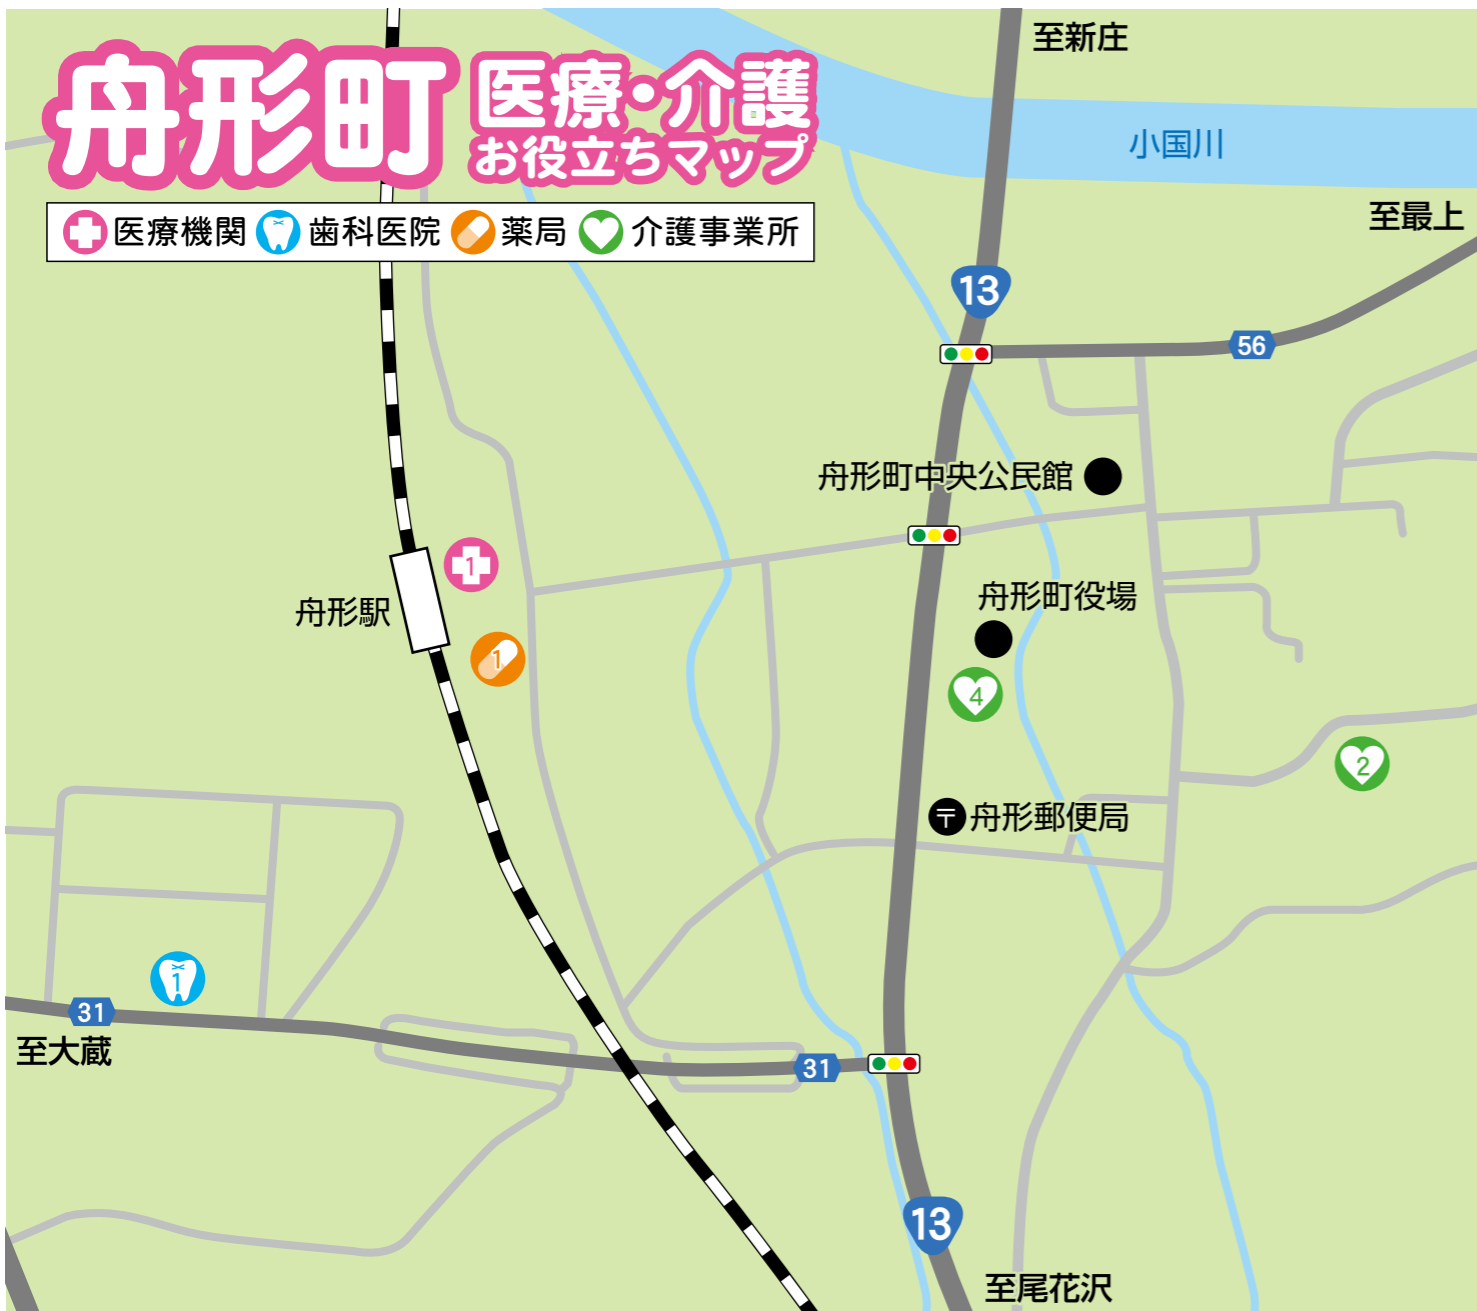 舟形町 医療・介護
お役立ちマップ
医療機関 歯科医院 薬局 介護事業所
至新庄
小国川
至最上
13
56
舟形町中央公民館
1
舟形町役場
舟形駅
1
4
2
〒舟形郵便局
1
31
至大蔵
31
13
至尾花沢